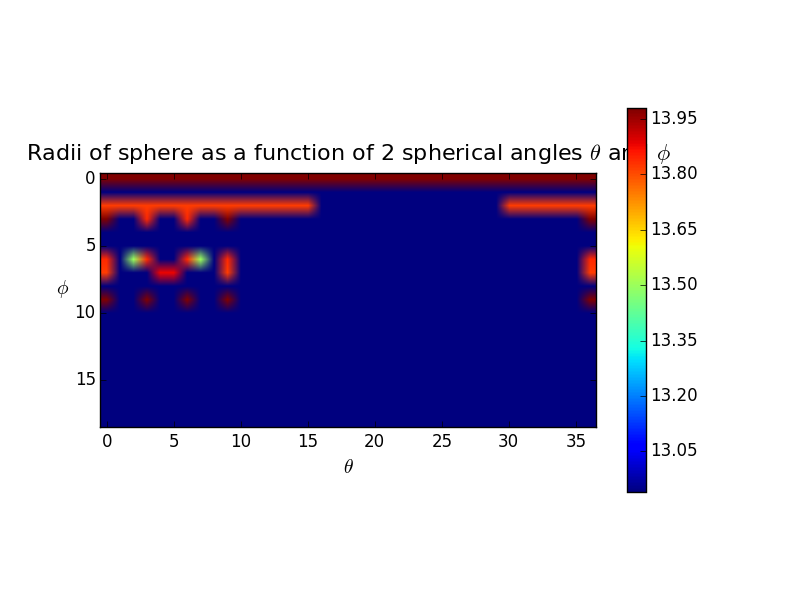 Radii of sphere as a function of 2 spherical angles θ ar ϕ
13.95
13.80
13.65
13.50
13.35
13.20
13.05
0
5
10
15
ϕ
0 5 10 15 20 25 30 35
θ